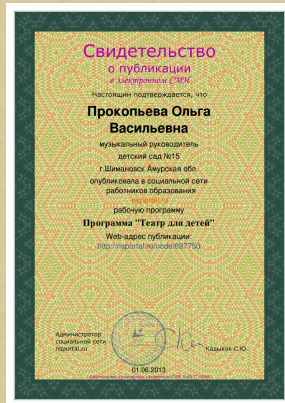 Свидетельство
о публикации
в электронном СМИ
Настоящим подтверждается, что
Прокопьева Ольга
Васильевна
музыкальный руководитель
детский сад №15
г.Шимановск Амурская обл
опубликовала в социальной сети
работников образования
nsportal.ru
рабочую программу
Программа "Театр для детей"
Web-адрес публикации:
http://nsportal.ru/node/697750
Администратор
социальной сети
nsportal.ru
Кадыков С.Ю.
01.06.2013